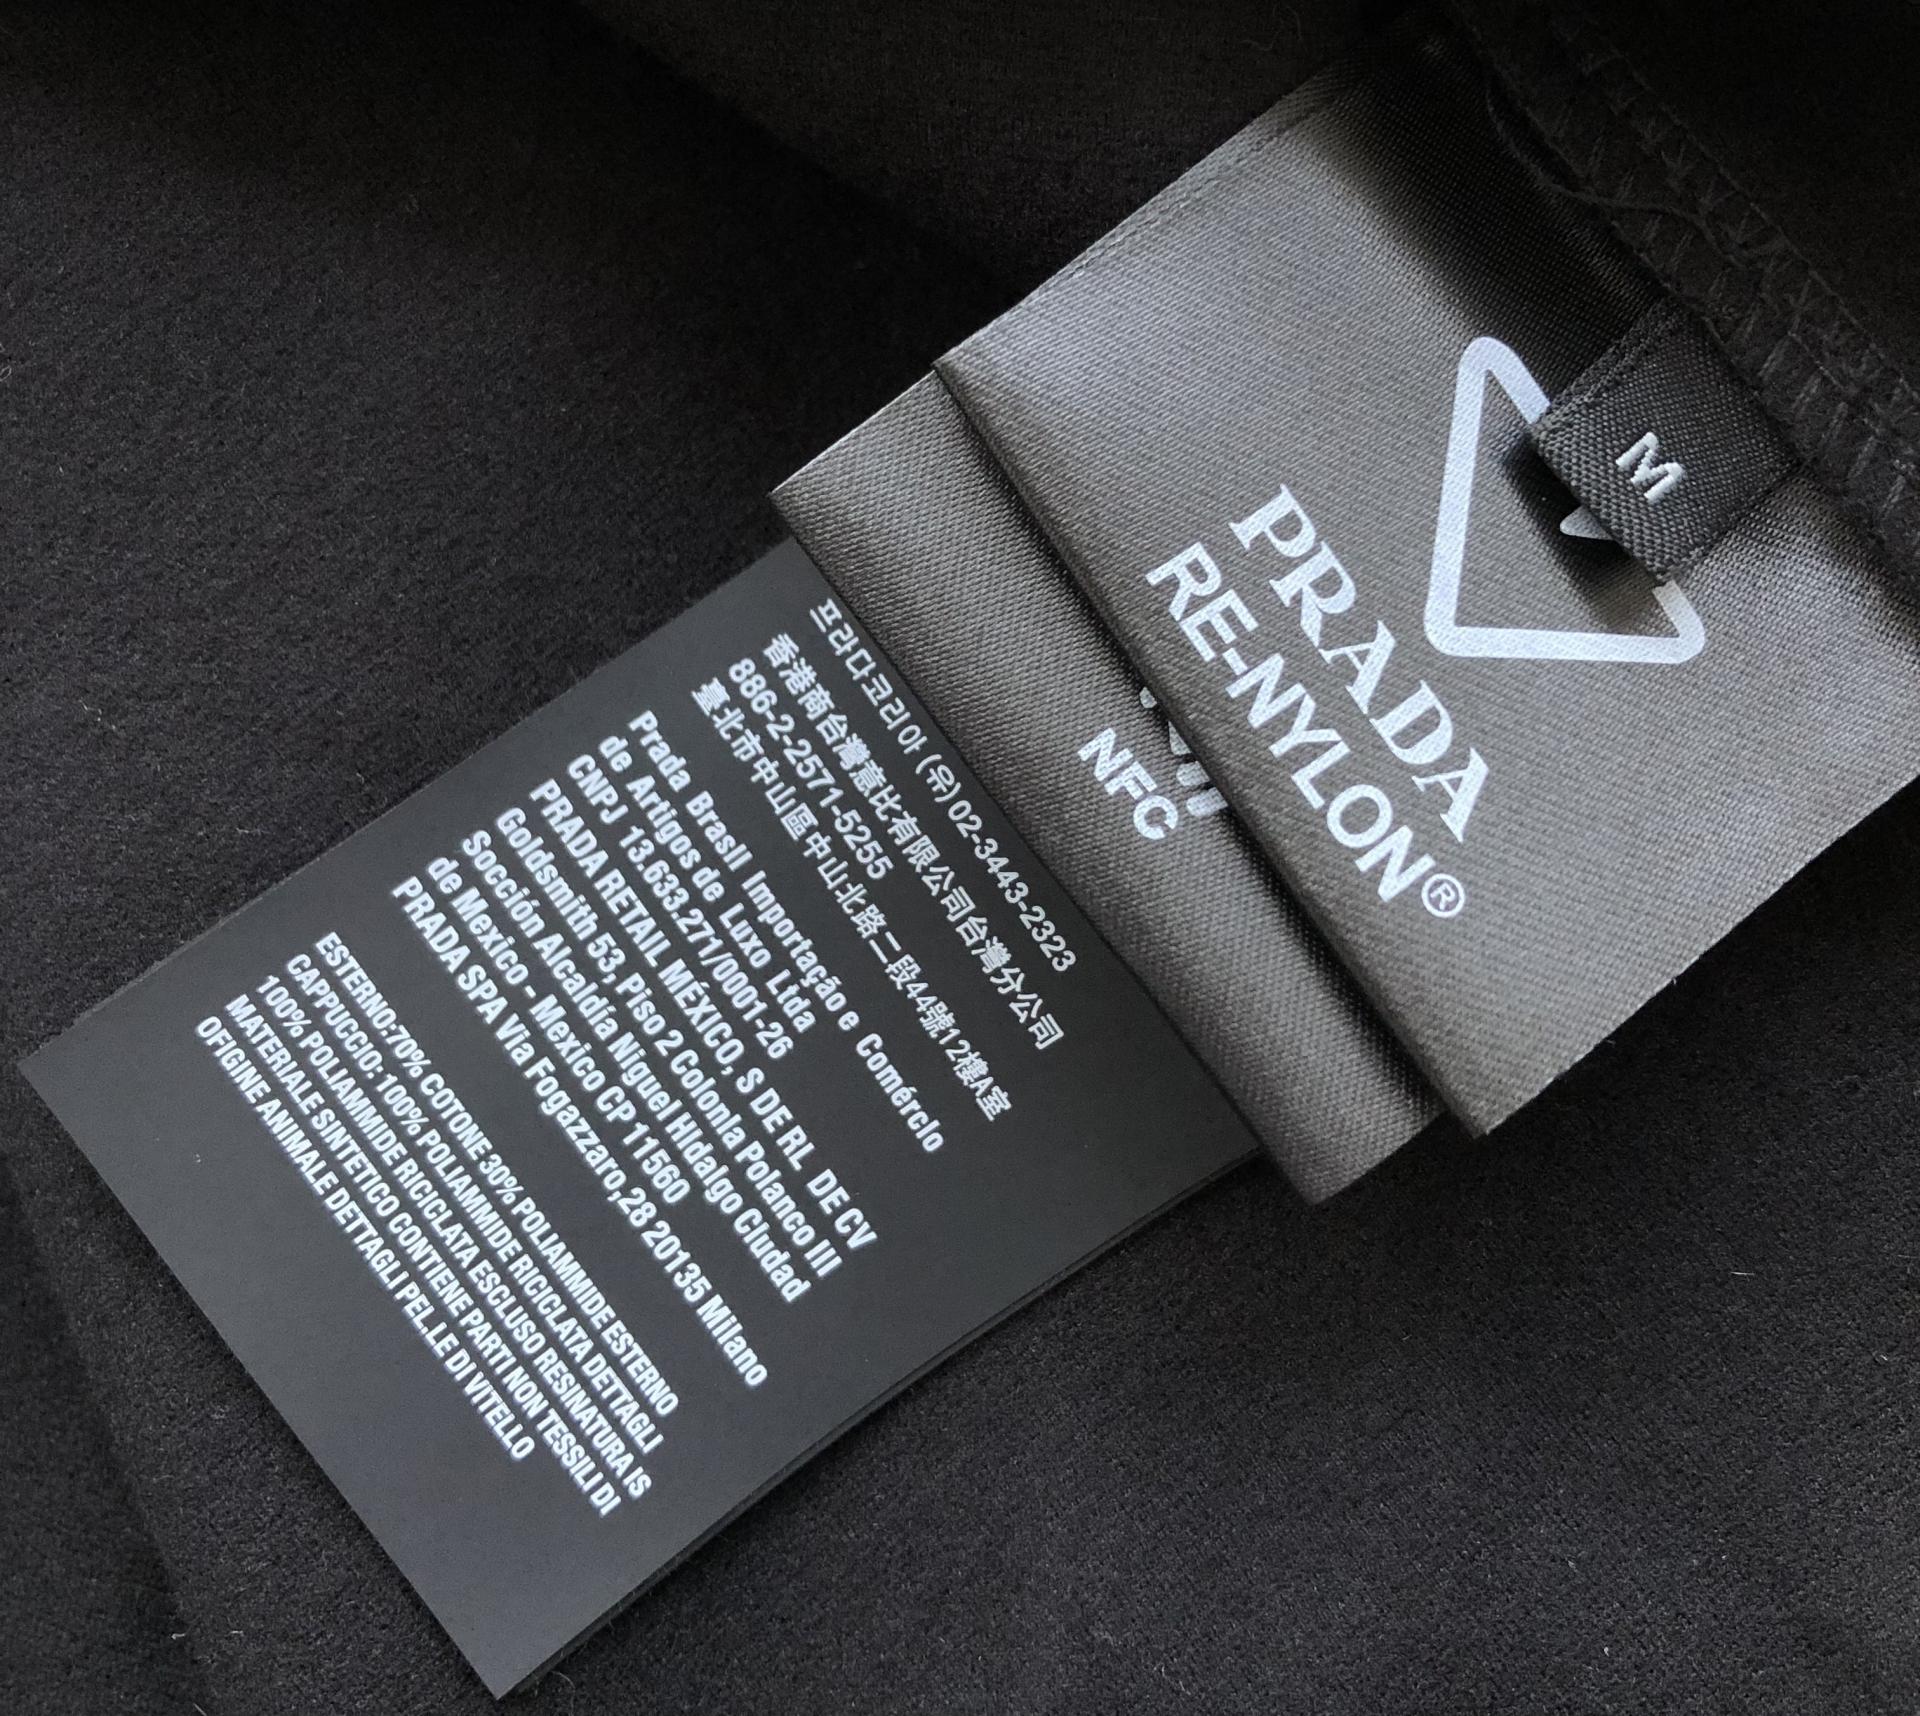 M
PRADA
RE-NYLON®
NFC
프라다코리아 (유) 02-3443-2323
香港商台灣意比有限公司台灣分公司
886-2-2571-5255
臺北市中山區中山北路二段44號12樓A室
Prada Brasil Importação e Comércio
de Artigos de Luxo Ltda
CNPJ 13.633.271/0001-26
PRADA RETAIL MÉXICO, S DE RL DE CV
Goldsmith 53, Piso 2 Colonia Polanco III
Socción Alcaldía Niguel Hidalgo Ciudad
de Mexico - Mexico CP 11560
PRADA SPA Via Fogazzaro,28 20135 Milano
ESTERNO:70% COTONE 30% POLIAMMIDE ESTERNO
CAPPUCCIO: 100% POLIAMMIDE RICICLATA DETTAGLI
100% POLIAMMIDE RICICLATA ESCLUSO RESINATURA IS
MATERIALE SINTETICO CONTIENE PARTI NON TESSILI DI
OFIGINE ANIMALE DETTAGLI PEL.LE DI VITELLO